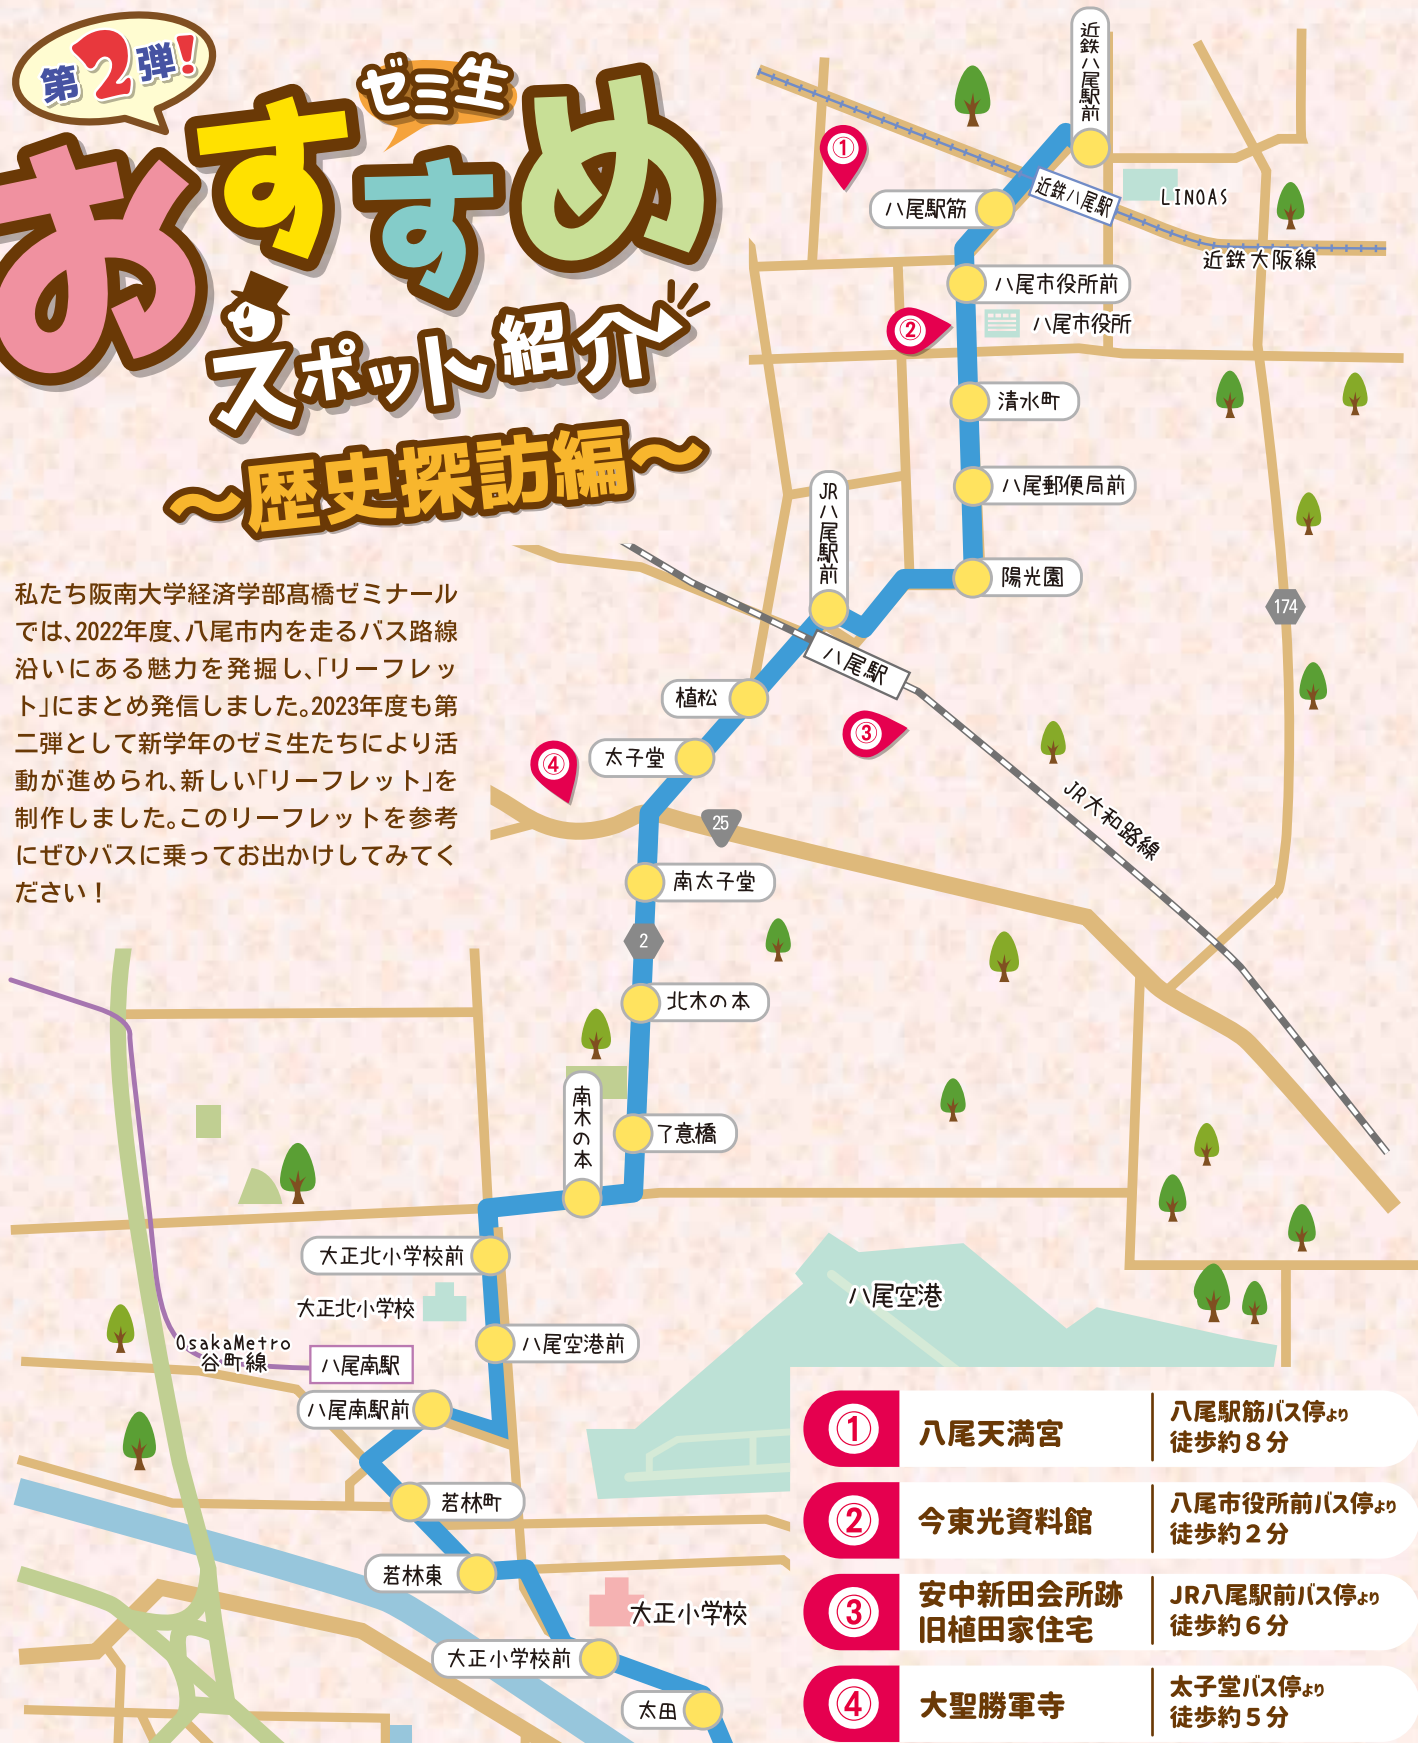 第2弾!
ゼミ生
おすすめ
スポット紹介
～歴史探訪編～
私たち阪南大学経済学部髙橋ゼミナール
では、2022年度、八尾市内を走るバス路線
沿いにある魅力を発掘し、「リーフレッ
ト」にまとめ発信しました。2023年度も第
二弾として新学年のゼミ生たちにより活
動が進められ、新しい「リーフレット」を
制作しました。このリーフレットを参考
にぜひバスに乗ってお出かけしてみてく
ださい！
近鉄八尾駅前
①
八尾駅筋
近鉄八尾駅
LINOAS
近鉄大阪線
八尾市役所前
②
八尾市役所
清水町
八尾郵便局前
JR八尾駅前
陽光園
174
八尾駅
植松
③
太子堂
④
25
JR大和路線
南太子堂
2
北木の本
南木の本
了意橋
大正北小学校前
大正北小学校
八尾空港
八尾空港前
OsakaMetro
谷町線
八尾南駅
八尾南駅前
若林町
若林東
大正小学校
大正小学校前
太田
①
八尾天満宮
八尾駅筋バス停より
徒歩約８分
②
今東光資料館
八尾市役所前バス停より
徒歩約２分
③
安中新田会所跡
旧植田家住宅
JR八尾駅前バス停より
徒歩約６分
④
大聖勝軍寺
太子堂バス停より
徒歩約５分